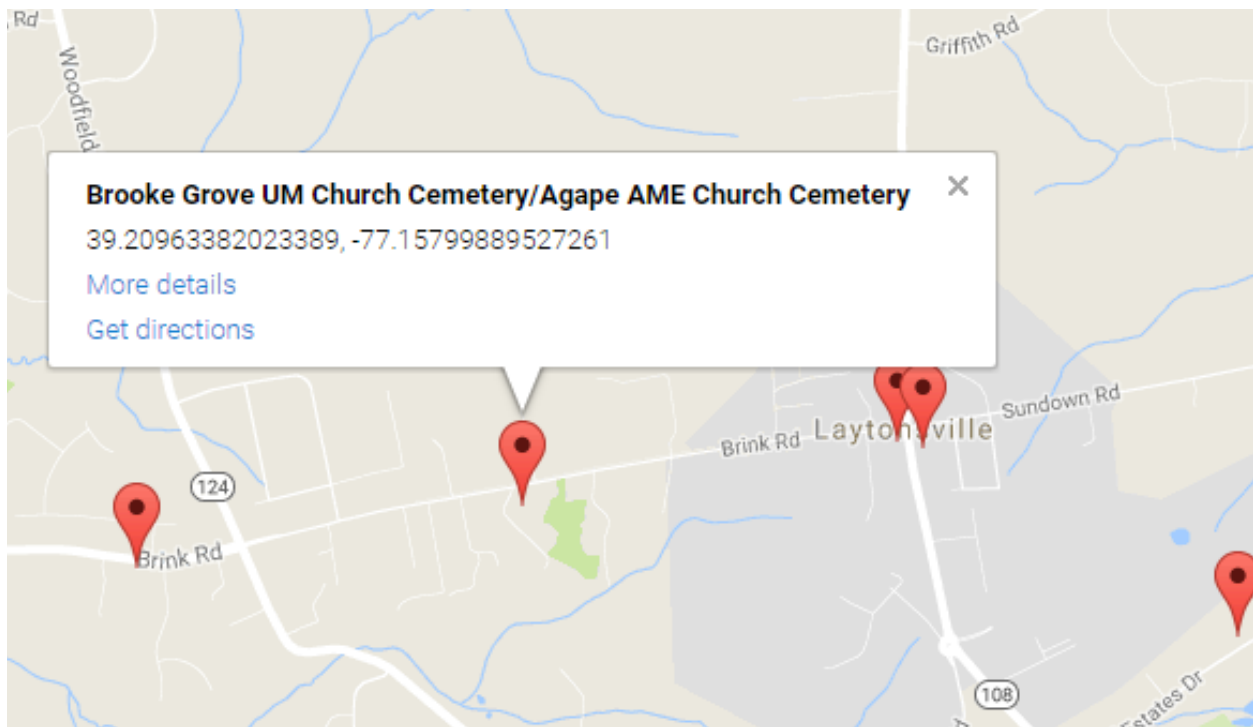 Rd
Griffith Rd
Woodfield
Brooke Grove UM Church Cemetery/Agape AME Church Cemetery
39.20963382023389, -77.15799889527261
More details
Get directions
Sundown Rd
Laytonsville
Brink Rd
124
Brink Rd
108
Estates Dr